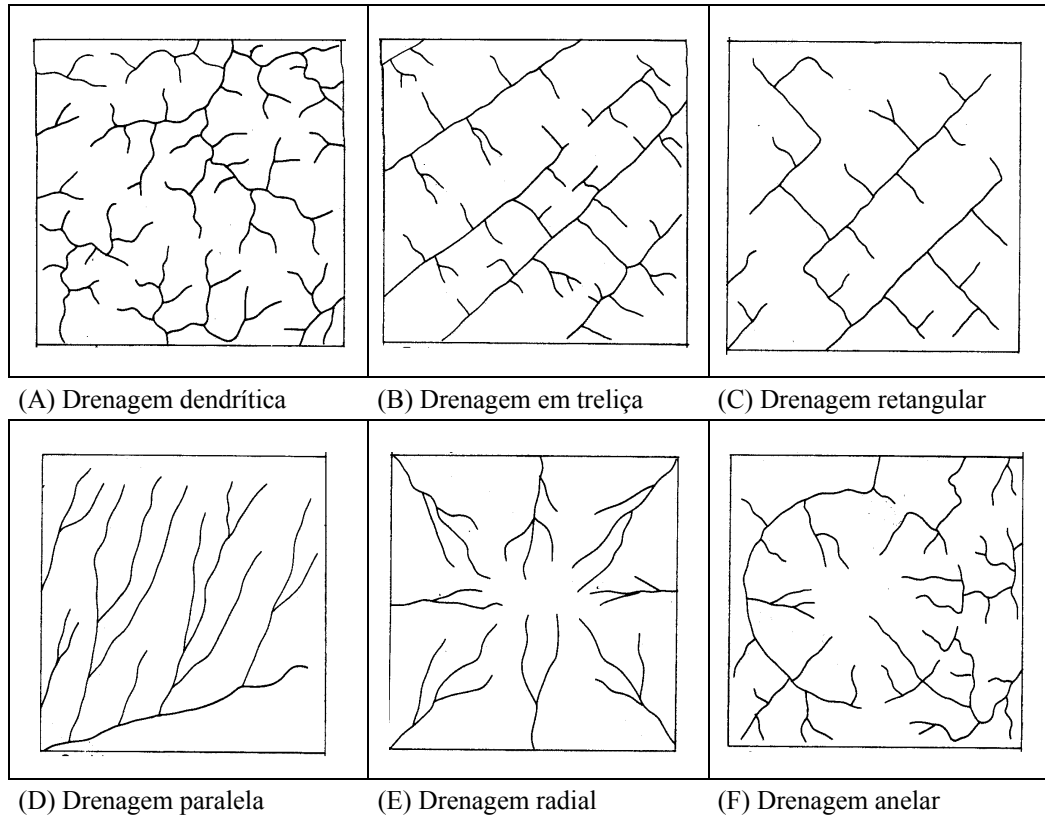 (A) Drenagem dendrítica
(B) Drenagem em treliça
(C) Drenagem retangular
(D) Drenagem paralela
(E) Drenagem radial
(F) Drenagem anelar